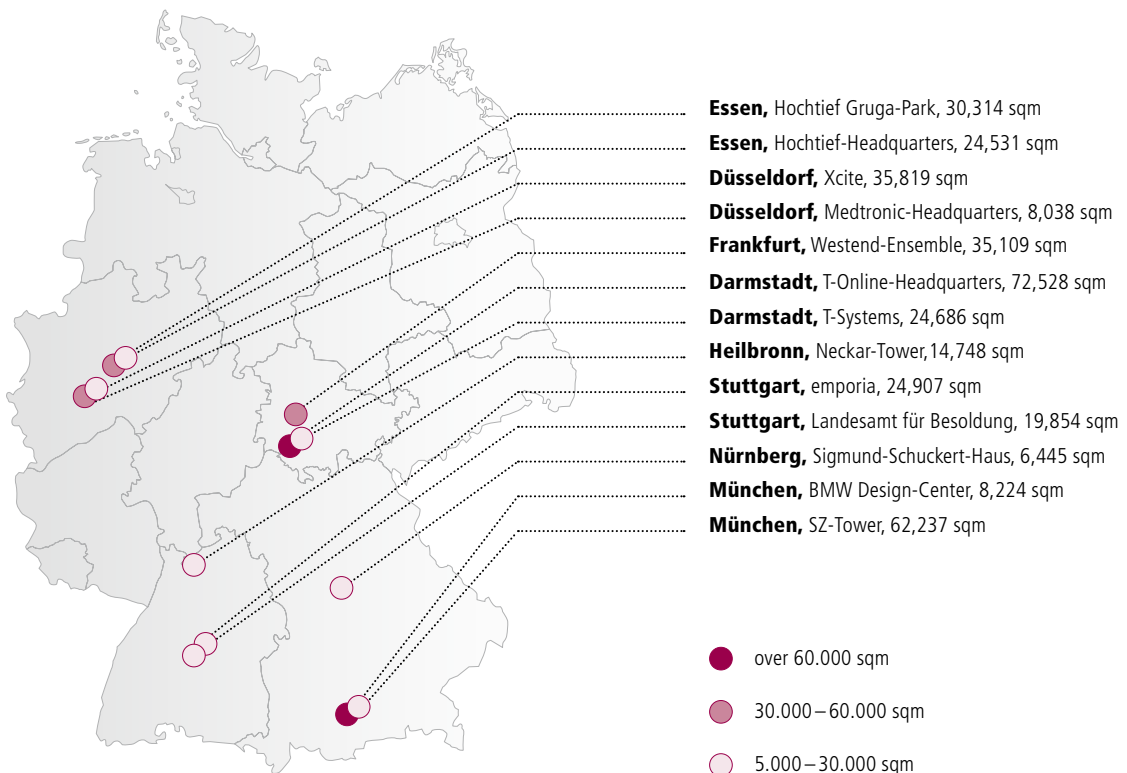 Essen, Hochtief Gruga-Park, 30,314 sqm
Essen, Hochtief-Headquarters, 24,531 sqm
Düsseldorf, Xcite, 35,819 sqm
Düsseldorf, Medtronic-Headquarters, 8,038 sqm
Frankfurt, Westend-Ensemble, 35,109 sqm
Darmstadt, T-Online-Headquarters, 72,528 sqm
Darmstadt, T-Systems, 24,686 sqm
Heilbronn, Neckar-Tower,14,748 sqm
Stuttgart, emporia, 24,907 sqm
Stuttgart, Landesamt für Besoldung, 19,854 sqm
Nürnberg, Sigmund-Schuckert-Haus, 6,445 sqm
München, BMW Design-Center, 8,224 sqm
München, SZ-Tower, 62,237 sqm
over 60.000 sqm
30.000–60.000 sqm
5.000–30.000 sqm